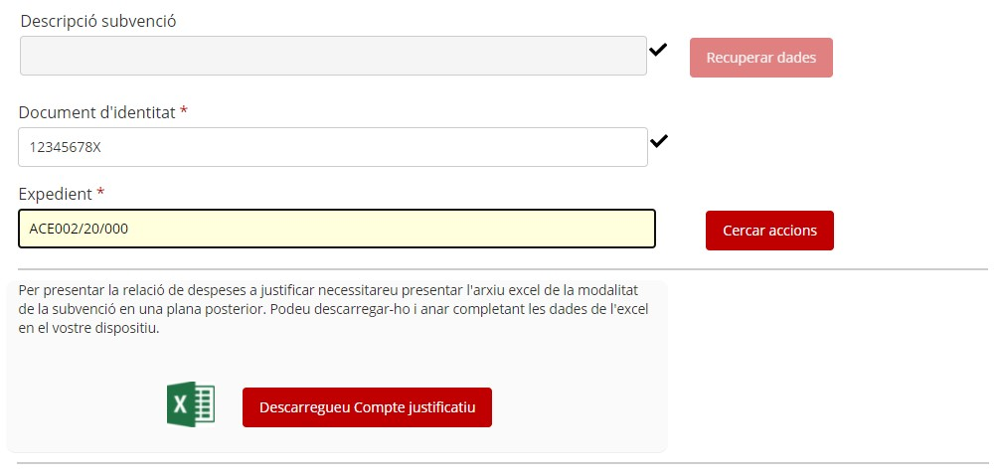 Descripció subvenció
Recuperar dades
Document d'identitat *
12345678X
Expedient *
ACE002/20/000
Cercar accions
Per presentar la relació de despeses a justificar necessitareu presentar l'arxiu excel de la modalitat
de la subvenció en una plana posterior. Podeu descarregar-ho i anar completant les dades de l'excel
en el vostre dispositiu.
X
Descarregueu Compte justificatiu